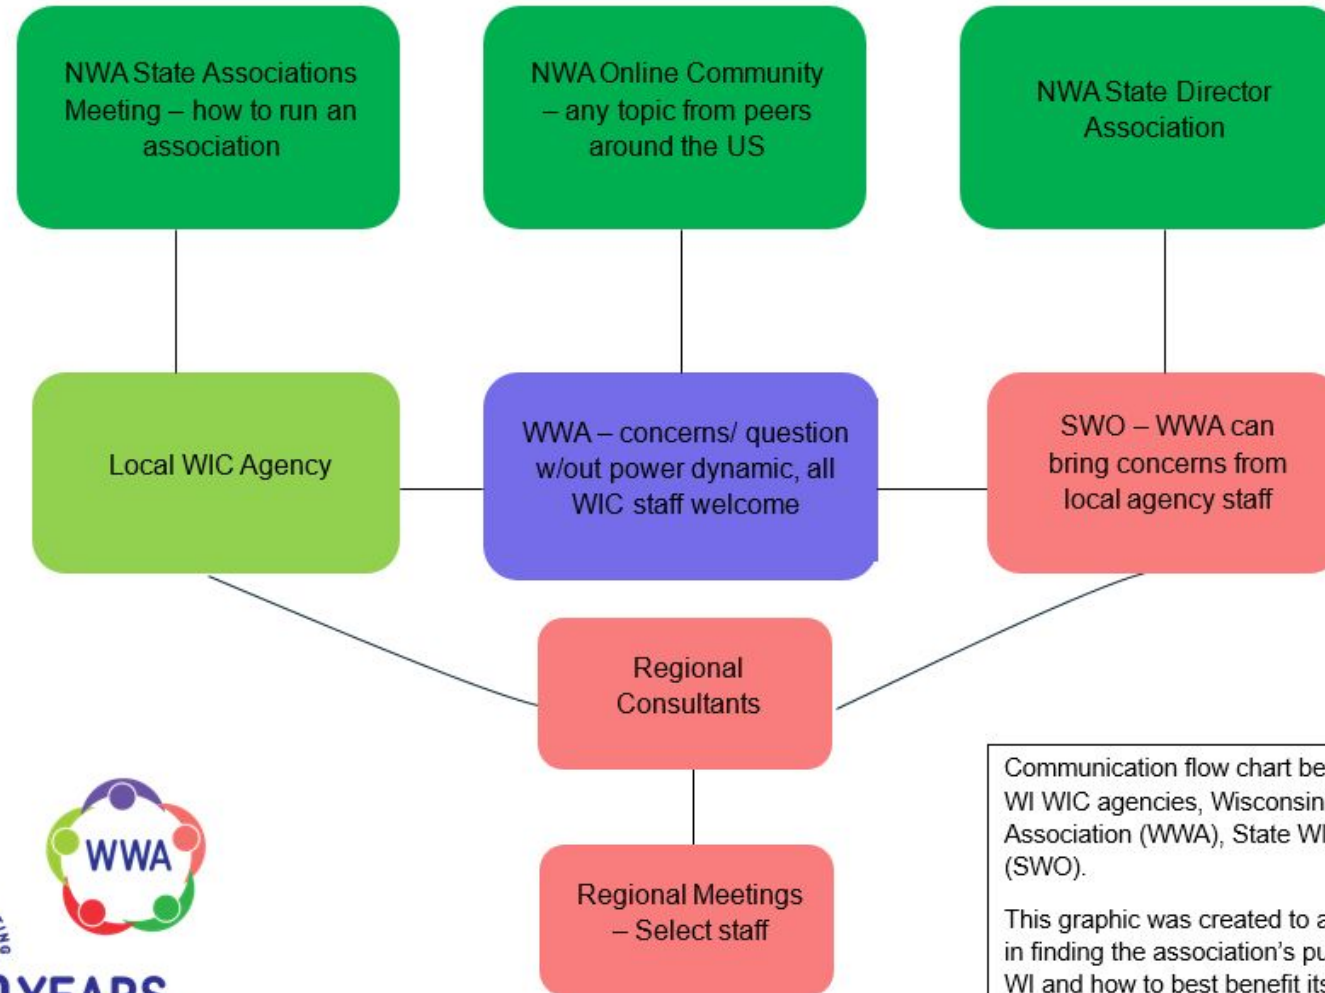 NWA State Associations
Meeting – how to run an
association
NWA Online Community
– any topic from peers
around the US
NWA State Director
Association
Local WIC Agency
WWA – concerns/ question
w/out power dynamic, all
WIC staff welcome
SWO – WWA can
bring concerns from
local agency staff
Regional
Consultants
Regional Meetings
– Select staff
WWA
YEARS
Communication flow chart be
WI WIC agencies, Wisconsin
Association (WWA), State WI
(SWO).
This graphic was created to a
in finding the association's pu
WI and how to best benefit its